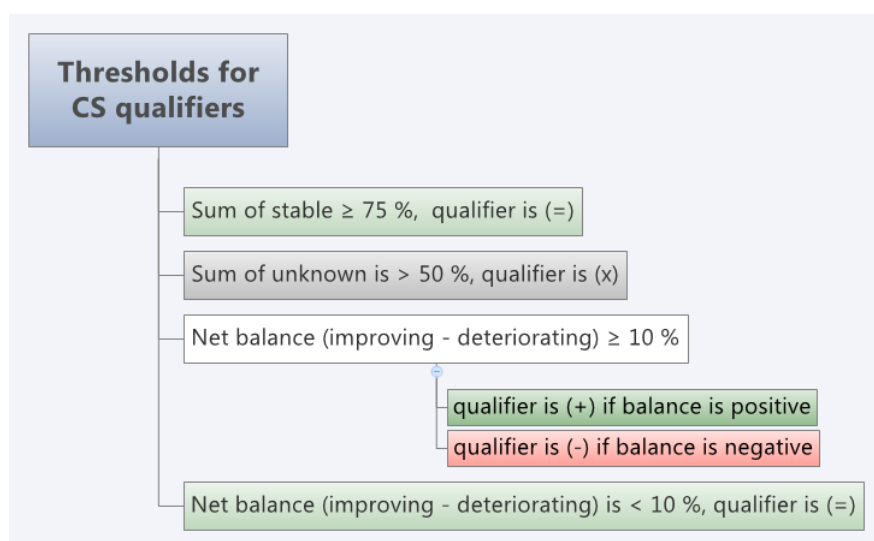 Thresholds for
CS qualifiers
Sum of stable ≥ 75 %,  qualifier is (=)
Sum of unknown is > 50 %, qualifier is (x)
Net balance (improving - deteriorating) ≥ 10 %
qualifier is (+) if balance is positive
qualifier is (-) if balance is negative
Net balance (improving - deteriorating) is < 10 %, qualifier is (=)